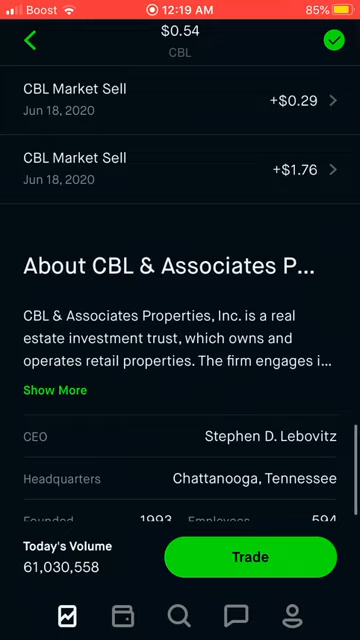 Boost 12:19 AM 85%
$0.54
CBL
CBL Market Sell
Jun 18, 2020
+$0.29
CBL Market Sell
Jun 18, 2020
+$1.76
About CBL & Associates P...
CBL & Associates Properties, Inc. is a real
estate investment trust, which owns and
operates retail properties. The firm engages i...
Show More
CEO Stephen D. Lebovitz
Headquarters Chattanooga, Tennessee
Founded 1993 Employees 594
Today's Volume
61,030,558
Trade